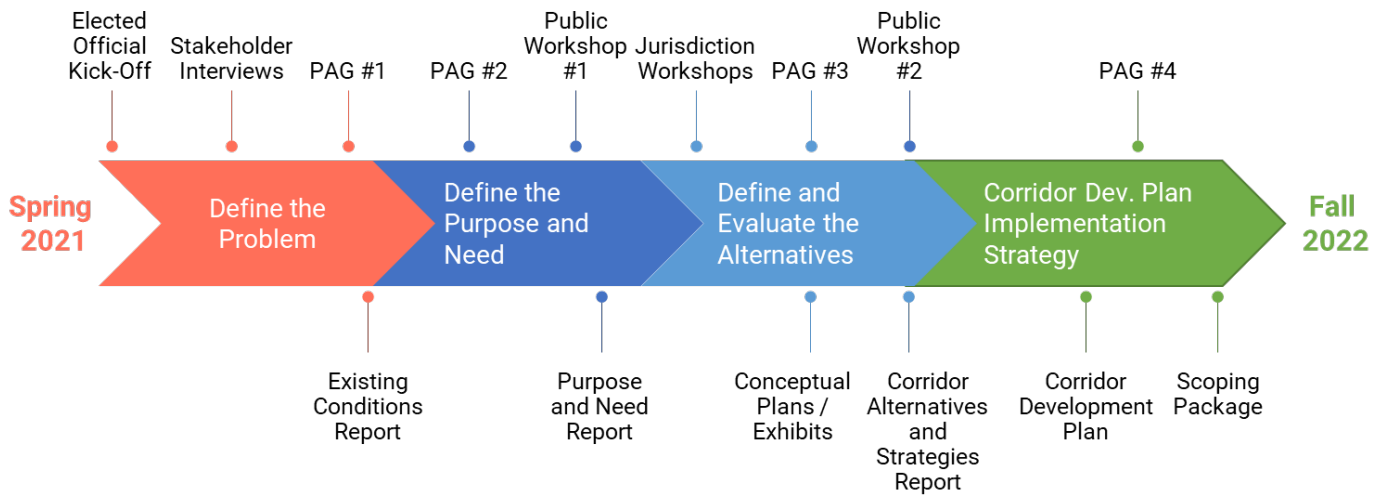 Elected
Official
Kick-Off
Stakeholder
Interviews
PAG #1
PAG #2
Public
Workshop
#1
Jurisdiction
Workshops
PAG #3
Public
Workshop
#2
PAG #4
Spring
2021
Define the
Problem
Define the
Purpose and
Need
Define and
Evaluate the
Alternatives
Corridor Dev. Plan
Implementation
Strategy
Fall
2022
Existing
Conditions
Report
Purpose
and Need
Report
Conceptual
Plans /
Exhibits
Corridor
Alternatives
and
Strategies
Report
Corridor
Development
Plan
Scoping
Package